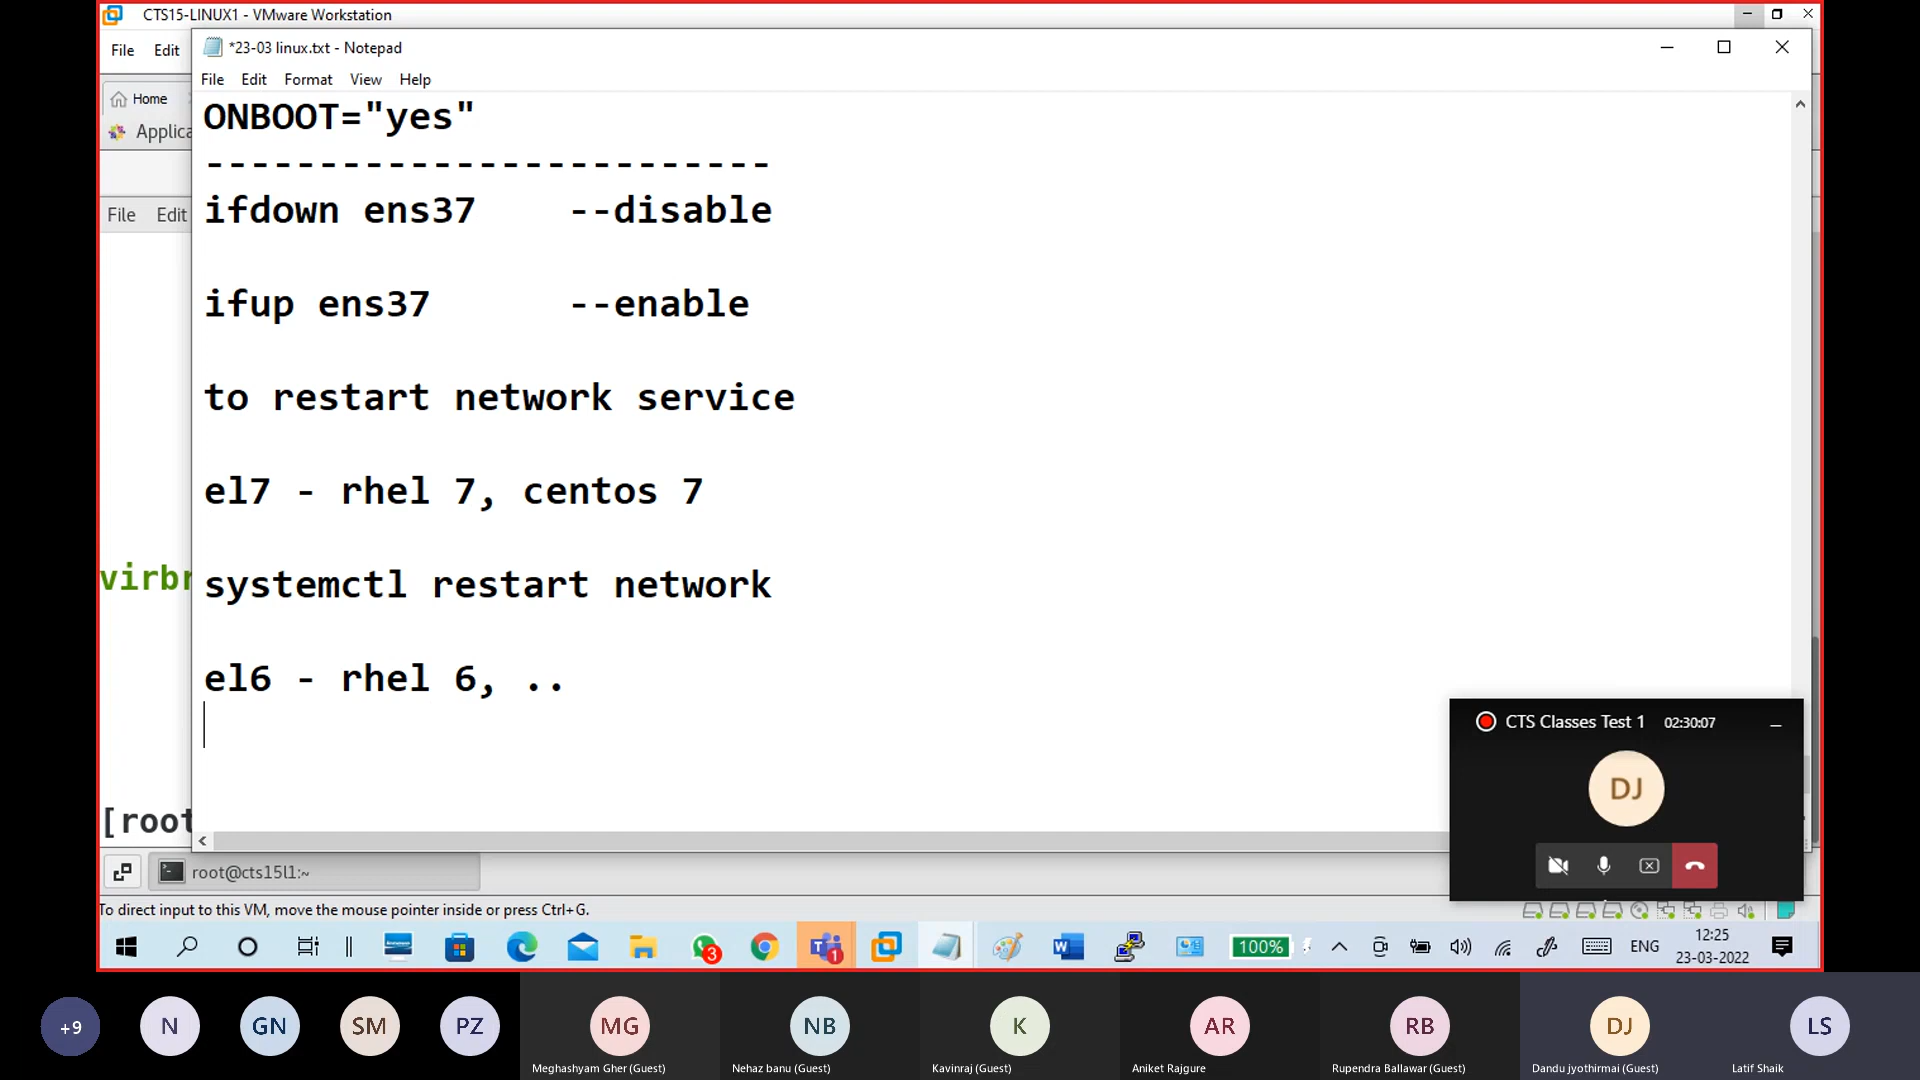 CTS15-LINUX1 - VMware Workstation
File Edit
*23-03 linux.txt - Notepad
File Edit Format View Help
Home
Applica
File Edit
ONBOOT="yes"
-------------------------
ifdown ens37 --disable
ifup ens37 --enable
to restart network service
el7 - rhel 7, centos 7
virbr
systemctl restart network
el6 - rhel 6, ..
[root
CTS Classes Test 1 02:30:07
DJ
root@cts15l1:~
To direct input to this VM, move the mouse pointer inside or press Ctrl+G.
3
1
100%
ENG
12:25
23-03-2022
+9 N GN SM PZ MG NB K AR RB DJ LS
Meghashyam Gher (Guest) Nehaz banu (Guest) Kavinraj (Guest) Aniket Rajgure Rupendra Ballawar (Guest) Dandu jyothirmai (Guest) Latif Shaik